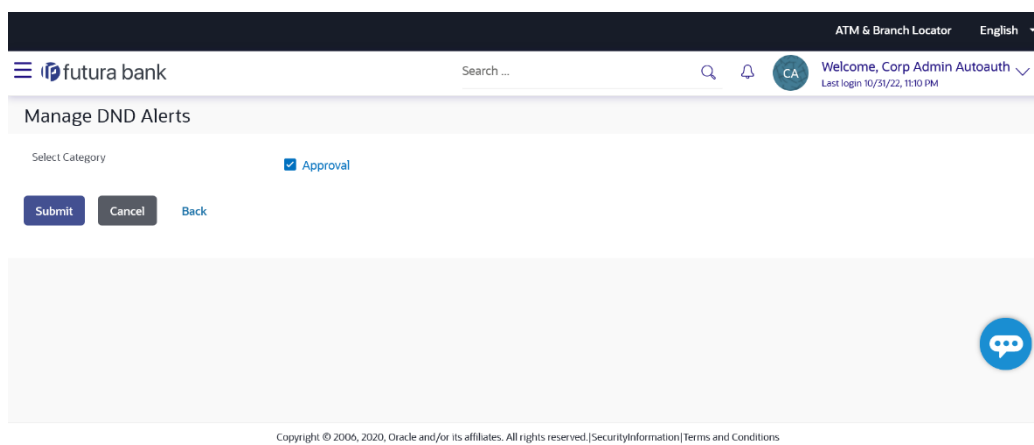 ATM & Branch Locator English
futura bank Search ... CA Welcome, Corp Admin Autoauth
Last login 10/31/22, 11:10 PM
Manage DND Alerts
Select Category Approval
Submit Cancel Back
Copyright © 2006, 2020, Oracle and/or its affiliates. All rights reserved.|SecurityInformation|Terms and Conditions